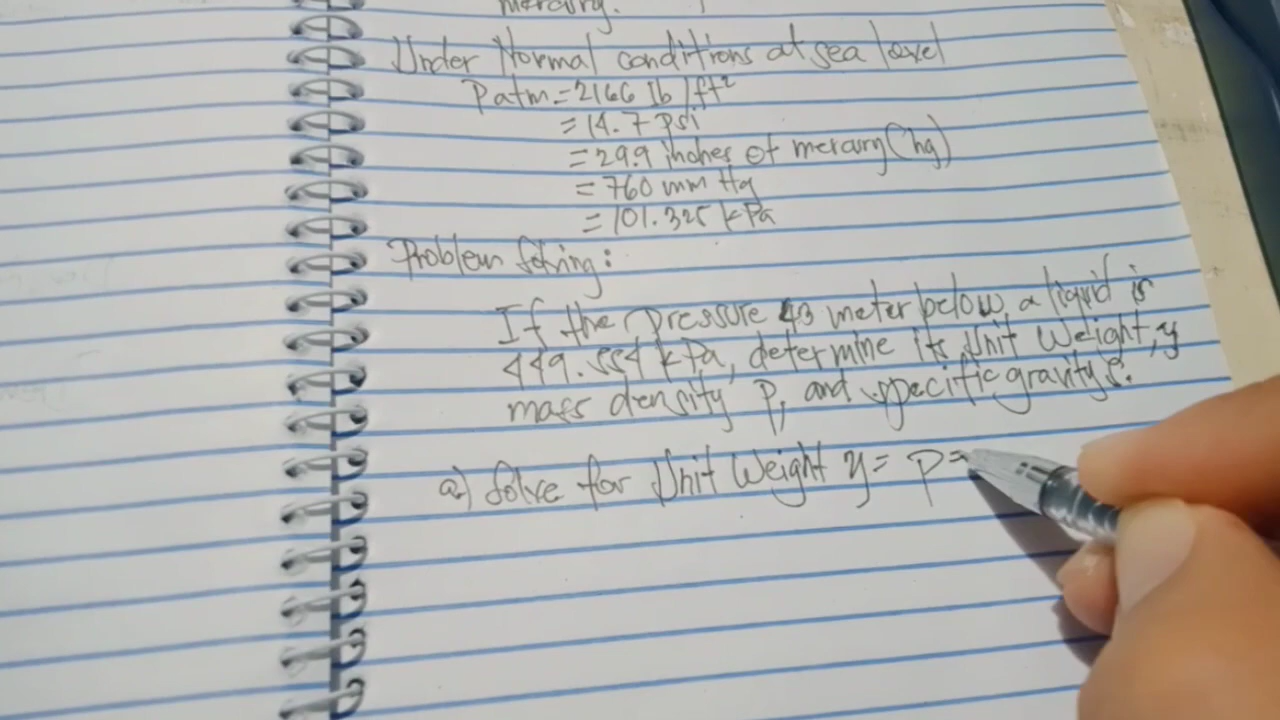 mercury.
Under Normal conditions at sea level
Patm = 2166 lb/ft²
= 14.7 psi
= 29.9 inches of mercury (hg)
= 760 mm Hg
= 101.325 kPa
Problem Solving:
If the pressure 43 meter below a liquid is
449.554 kPa, determine its Unit Weight, y
mass density P, and specific gravity s.
a.) Solve for Unit Weight y = P =